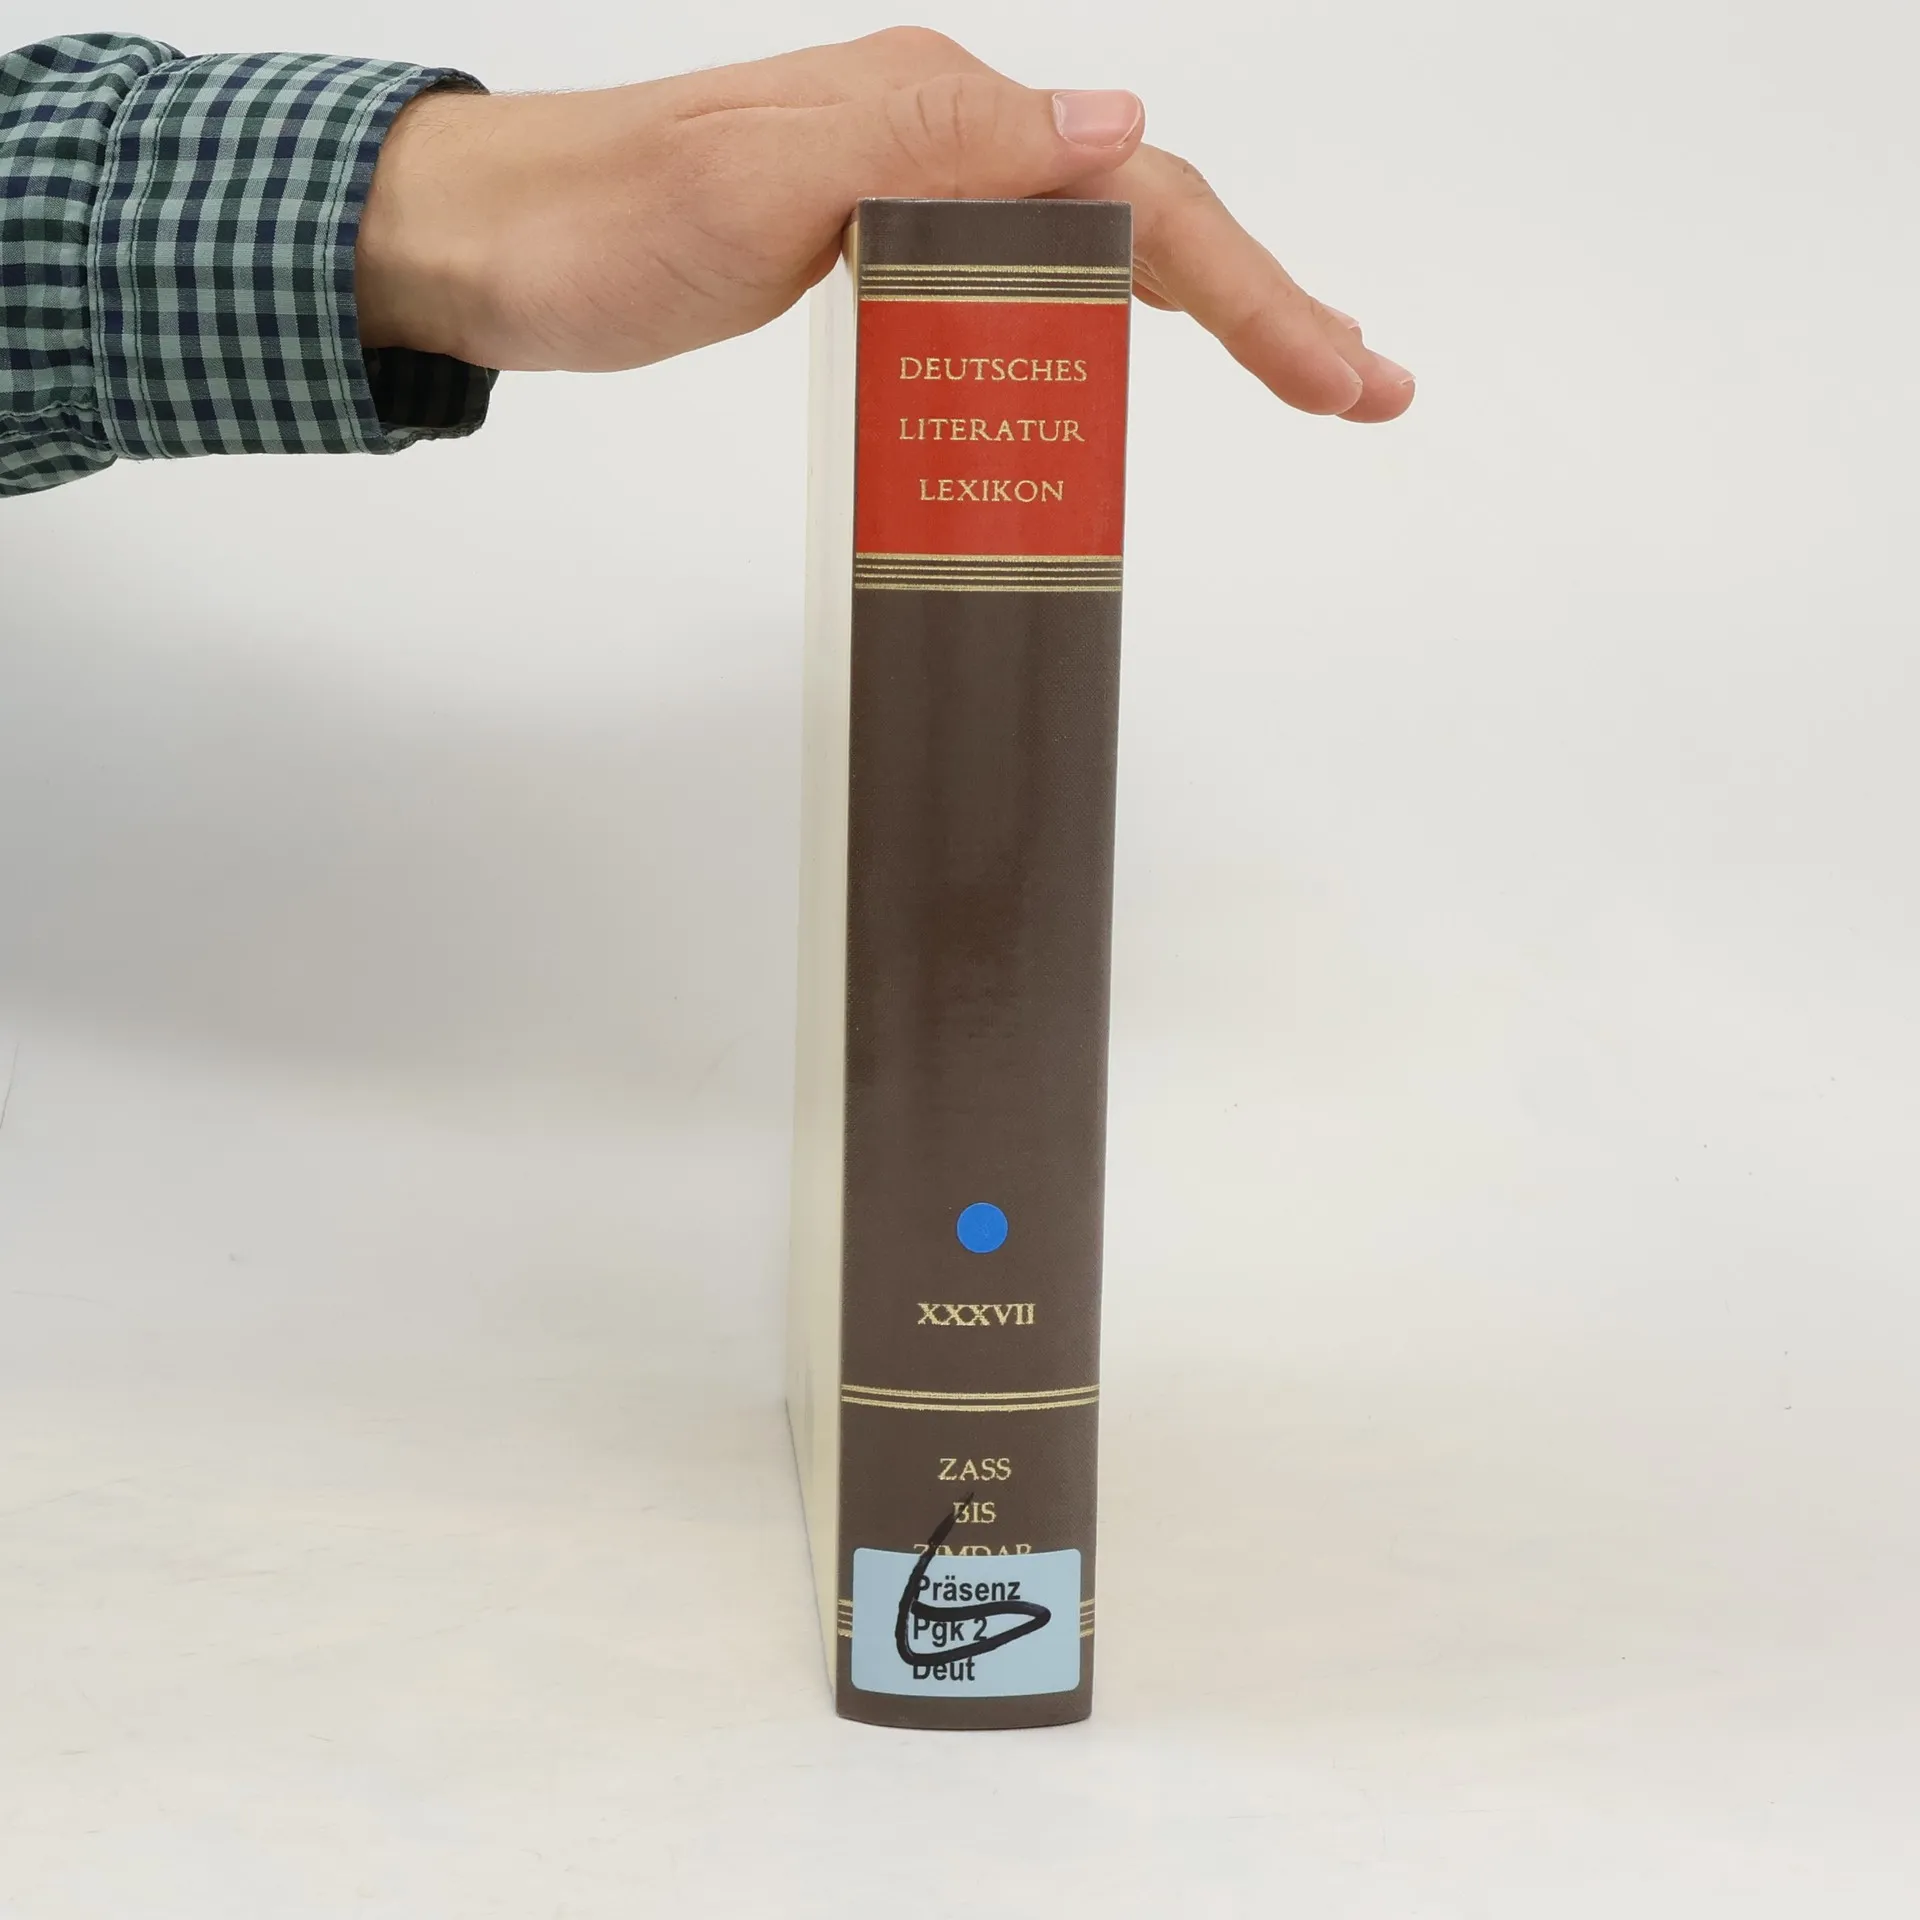 DEUTSCHES
LITERATUR
LEXIKON
XXXVII
ZASS
BIS
Präsenz
Pgk 2
Deut